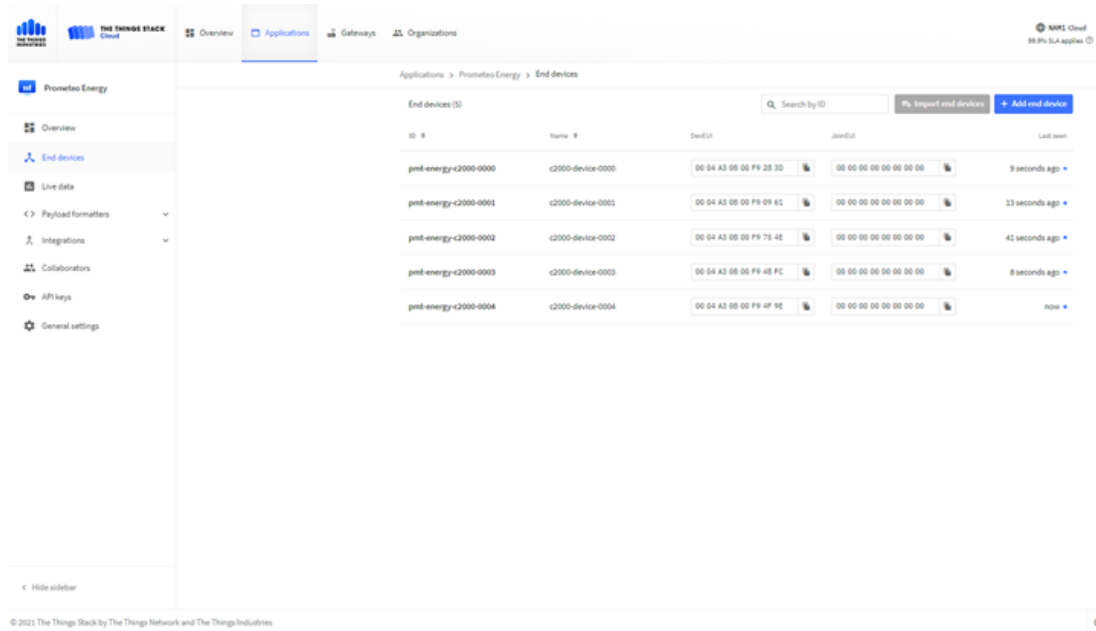 THE THINGS INDUSTRIES
THE THINGS STACK
Cloud
Overview
Applications
Gateways
Organizations
NAM1 Cloud
99.9% SLA applies
Prometeo Energy
Overview
End devices
Live data
Payload formatters
Integrations
Collaborators
API keys
General settings
Applications > Prometeo Energy > End devices
End devices (5)
Search by ID
Import end devices
+ Add end device
ID Name DevEUI JoinEUI Last seen
pmt-energy-c2000-0000 c2000-device-0000 00 04 A3 0B 00 F9 28 30 00 00 00 00 00 00 00 00 9 seconds ago
pmt-energy-c2000-0001 c2000-device-0001 00 04 A3 0B 00 F9 09 61 00 00 00 00 00 00 00 00 13 seconds ago
pmt-energy-c2000-0002 c2000-device-0002 00 04 A3 0B 00 F9 75 4E 00 00 00 00 00 00 00 00 41 seconds ago
pmt-energy-c2000-0003 c2000-device-0003 00 04 A3 0B 00 F9 4B FC 00 00 00 00 00 00 00 00 8 seconds ago
pmt-energy-c2000-0004 c2000-device-0004 00 04 A3 0B 00 F9 4F 9E 00 00 00 00 00 00 00 00 now
< Hide sidebar
© 2021 The Things Stack by The Things Network and The Things Industries